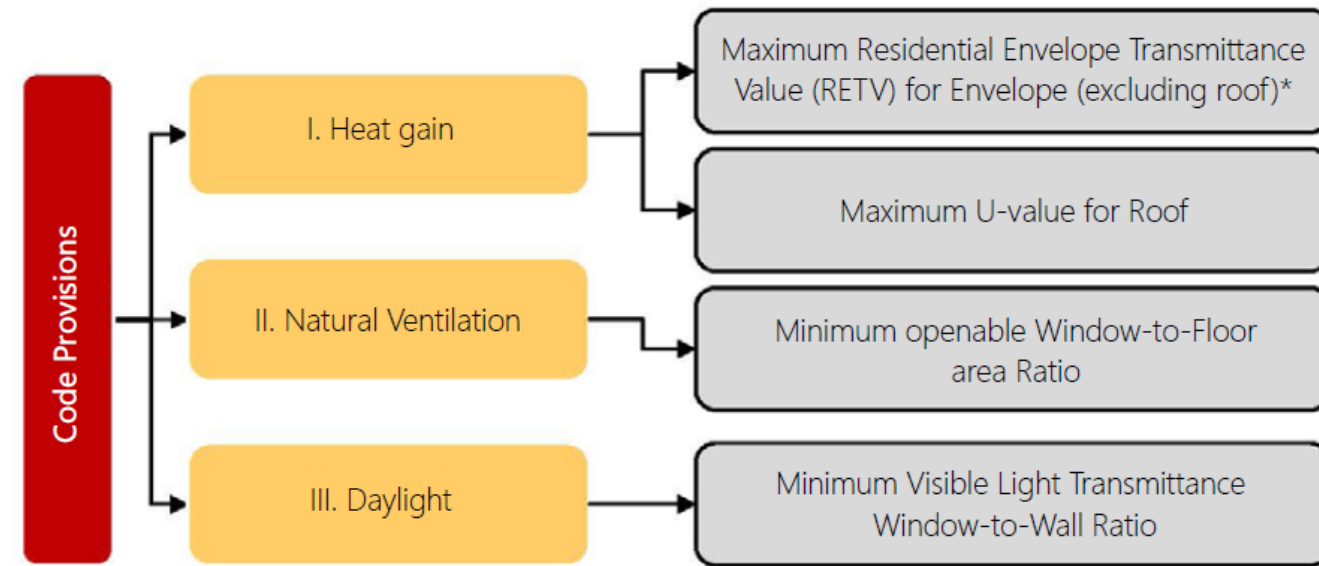 Code Provisions
I. Heat gain
Maximum Residential Envelope Transmittance
Value (RETV) for Envelope (excluding roof)*
Maximum U-value for Roof
II. Natural Ventilation
Minimum openable Window-to-Floor
area Ratio
III. Daylight
Minimum Visible Light Transmittance
Window-to-Wall Ratio